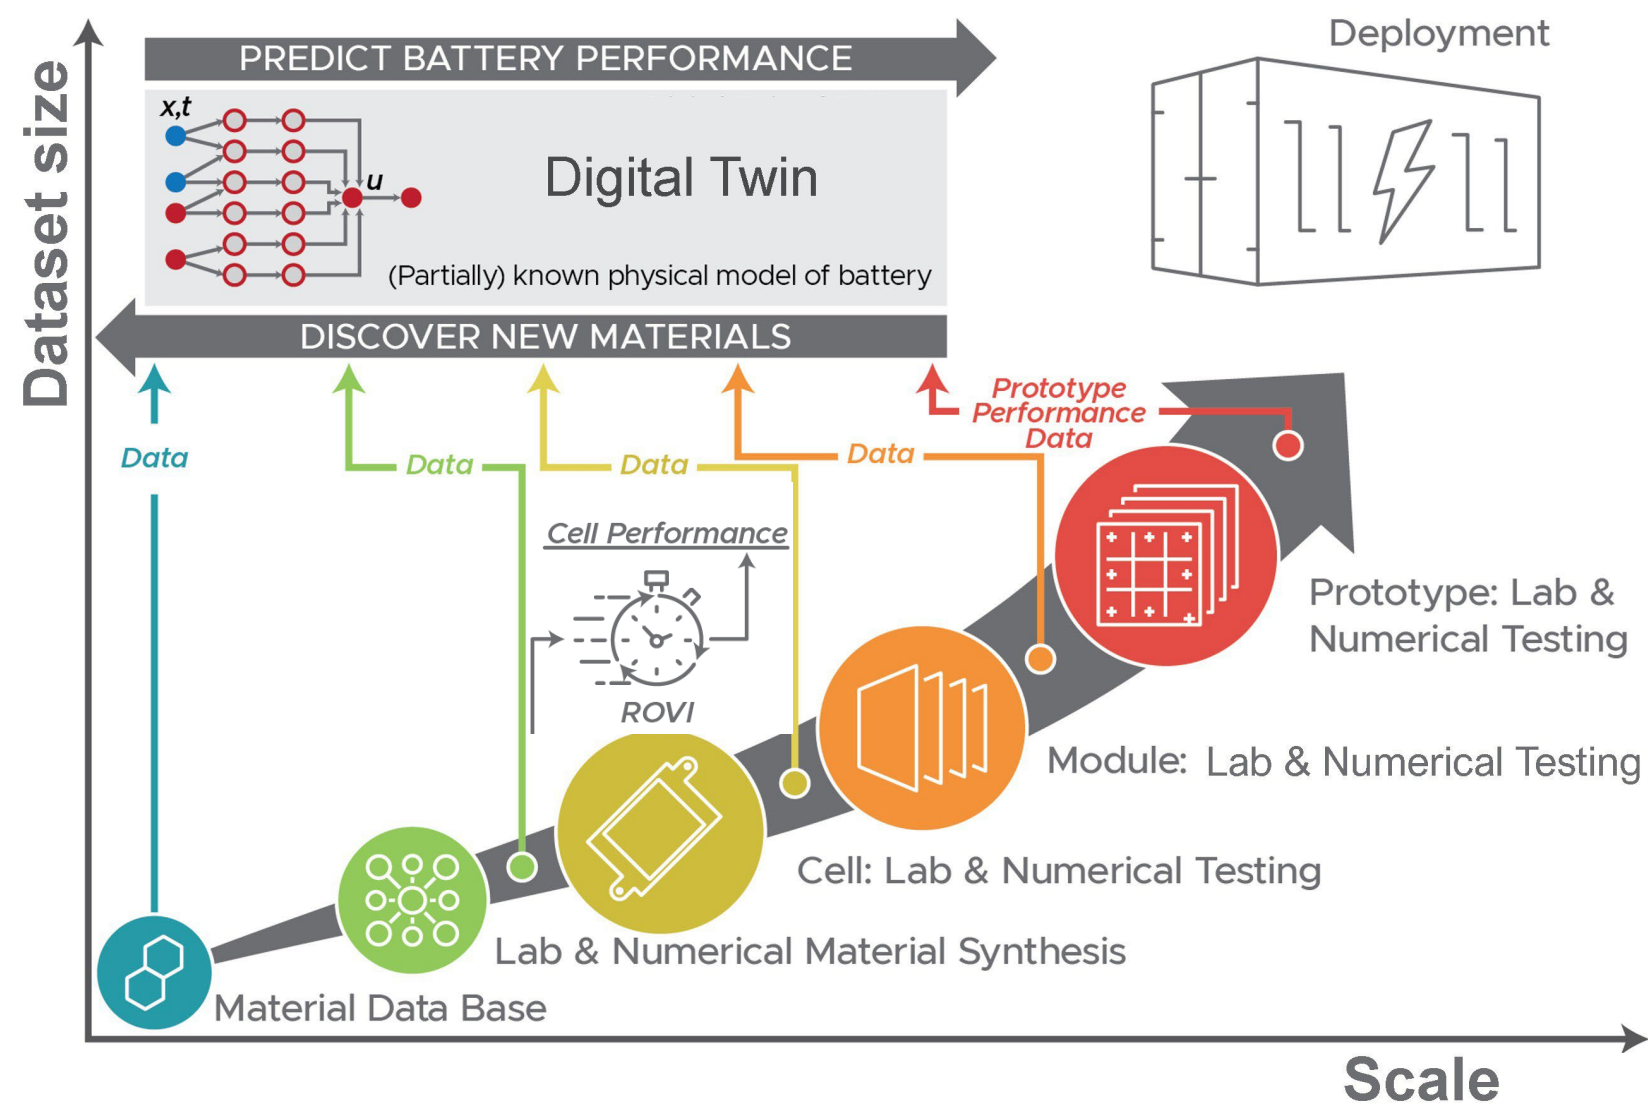 Deployment
PREDICT BATTERY PERFORMANCE
x,t
u
Digital Twin
(Partially) known physical model of battery
DISCOVER NEW MATERIALS
Dataset size
Data
Data
Data
Data
Prototype
Performance
Data
Cell Performance
ROVI
Prototype: Lab &
Numerical Testing
Module: Lab & Numerical Testing
Cell: Lab & Numerical Testing
Lab & Numerical Material Synthesis
Material Data Base
Scale